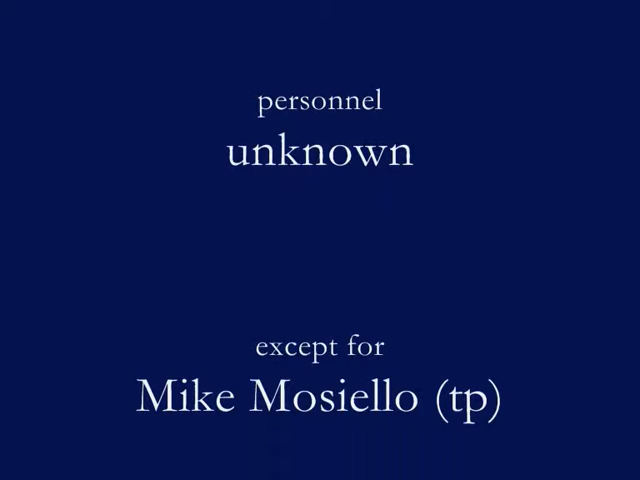 personnel
unknown
except for
Mike Mosiello (tp)